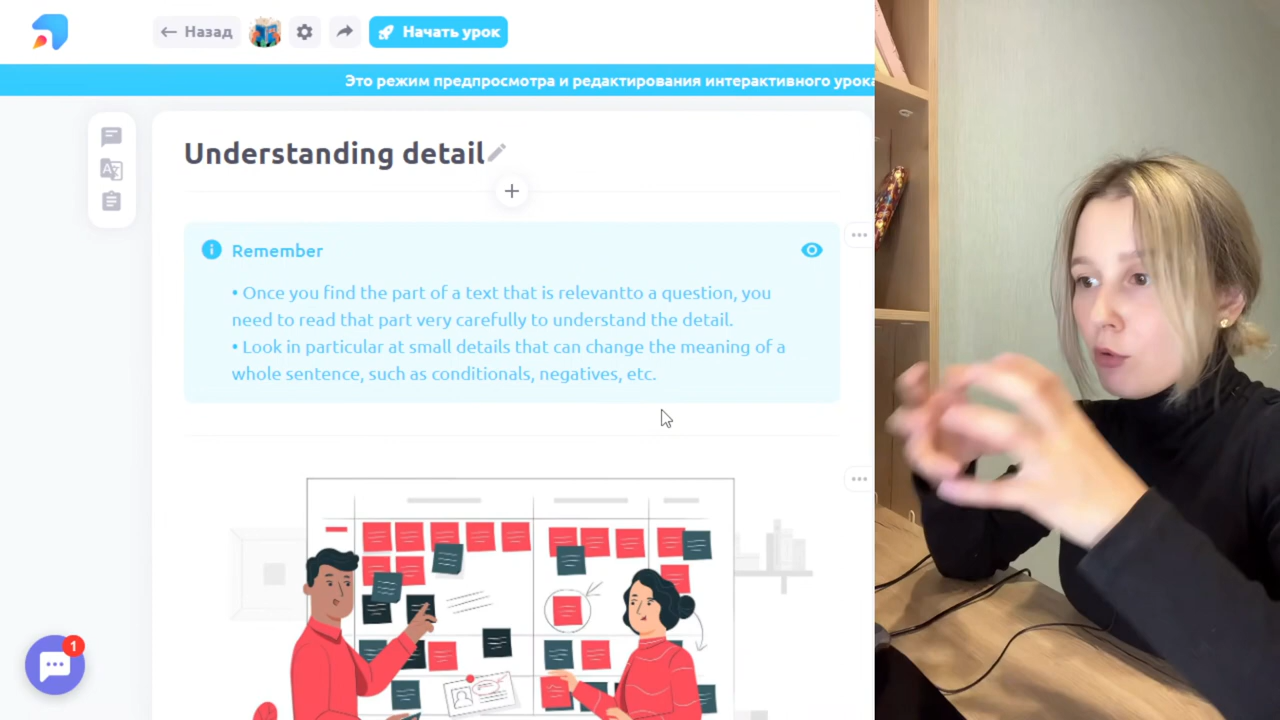 Назад
Начать урок
Это режим предпросмотра и редактирования интерактивного урока
Understanding detail
Remember
• Once you find the part of a text that is relevantto a question, you
need to read that part very carefully to understand the detail.
• Look in particular at small details that can change the meaning of a
whole sentence, such as conditionals, negatives, etc.
1